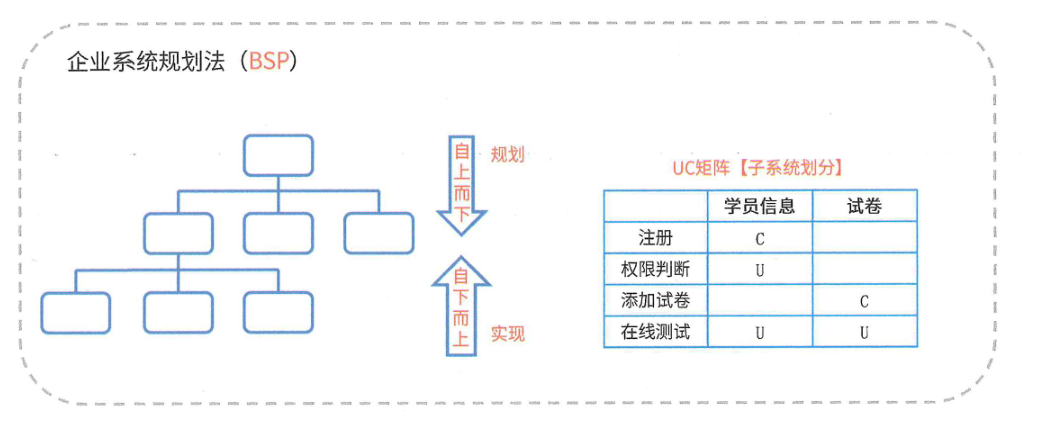 企业系统规划法（BSP）
自上而下
规划
自下而上
实现
UC矩阵【子系统划分】
学员信息 试卷
注册 C
权限判断 U
添加试卷 C
在线测试 U U